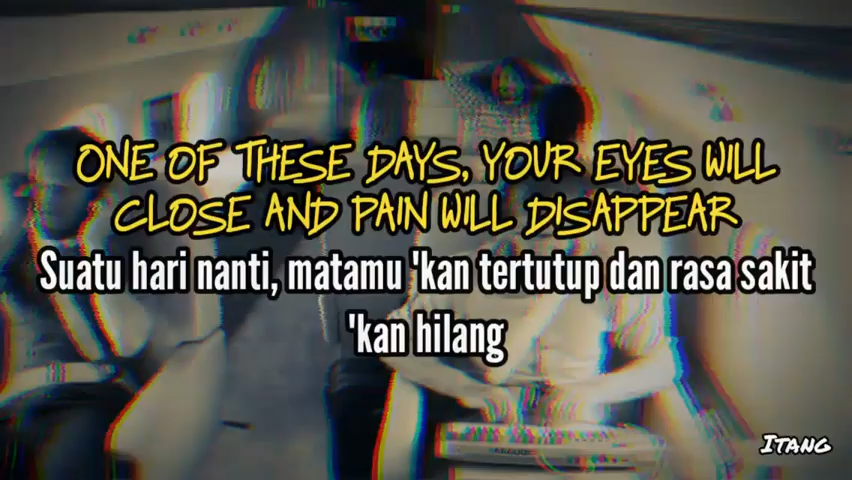 ONE OF THESE DAYS, YOUR EYES WILL
CLOSE AND PAIN WILL DISAPPEAR
Suatu hari nanti, matamu 'kan tertutup dan rasa sakit
'kan hilang
Itang